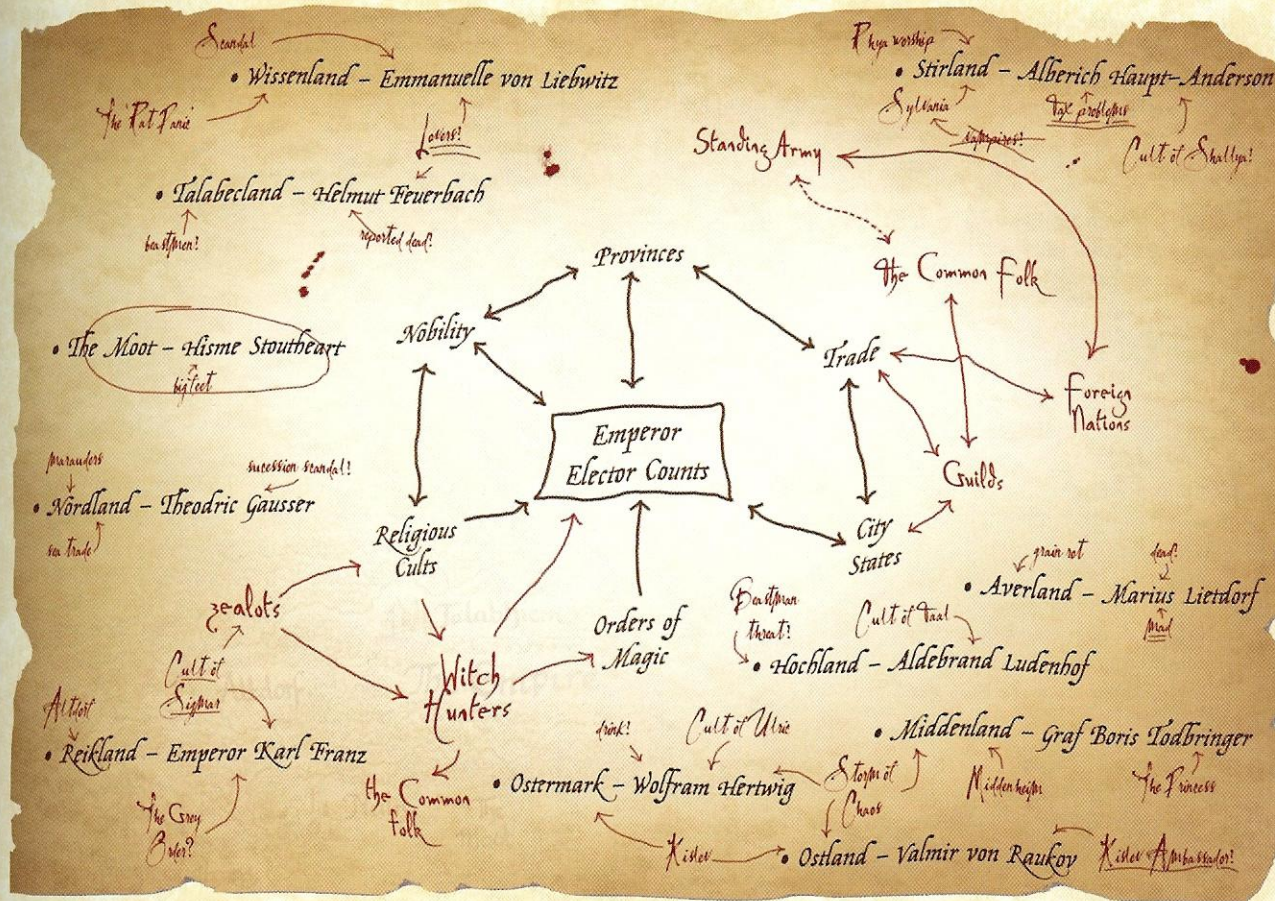 Scandal
• Wissenland – Emmanuelle von Liebwitz
The Rat Panic
Lovers?
• Talabecland – Helmut Feuerbach
beastmen?
reported dead?
Phya worship
• Stirland – Alberich Haupt-Anderson
Sylvania
Tax problems
vampires?
Cult of Shallya!
Standing Army
The Common Folk
Provinces
Nobility
Trade
Foreign
Nations
• The Moot – Hisme Stoutheart
big feet
Emperor
Elector Counts
Guilds
marauders
sucession scandal?
• Nordland – Theodric Gausser
sea trade
Religious
Cults
City
States
grain rot
dead?
• Averland – Marius Lietdorf
mad
Zealots
Orders of
Magic
Beastman
threat!
Cult of Taal
• Hochland – Aldebrand Ludenhof
Witch
Hunters
Cult of
Sigmar
Altdorf
• Reikland – Emperor Karl Franz
The Grey
Order?
the Common
folk
drink?
Cult of Ulric
• Ostermark – Wolfram Hertwig
Storm of
Chaos
• Middenland – Graf Boris Todbringer
Middenheim
The Princess
Kislev
• Ostland – Valmir von Raukov
Kislev Ambassador!